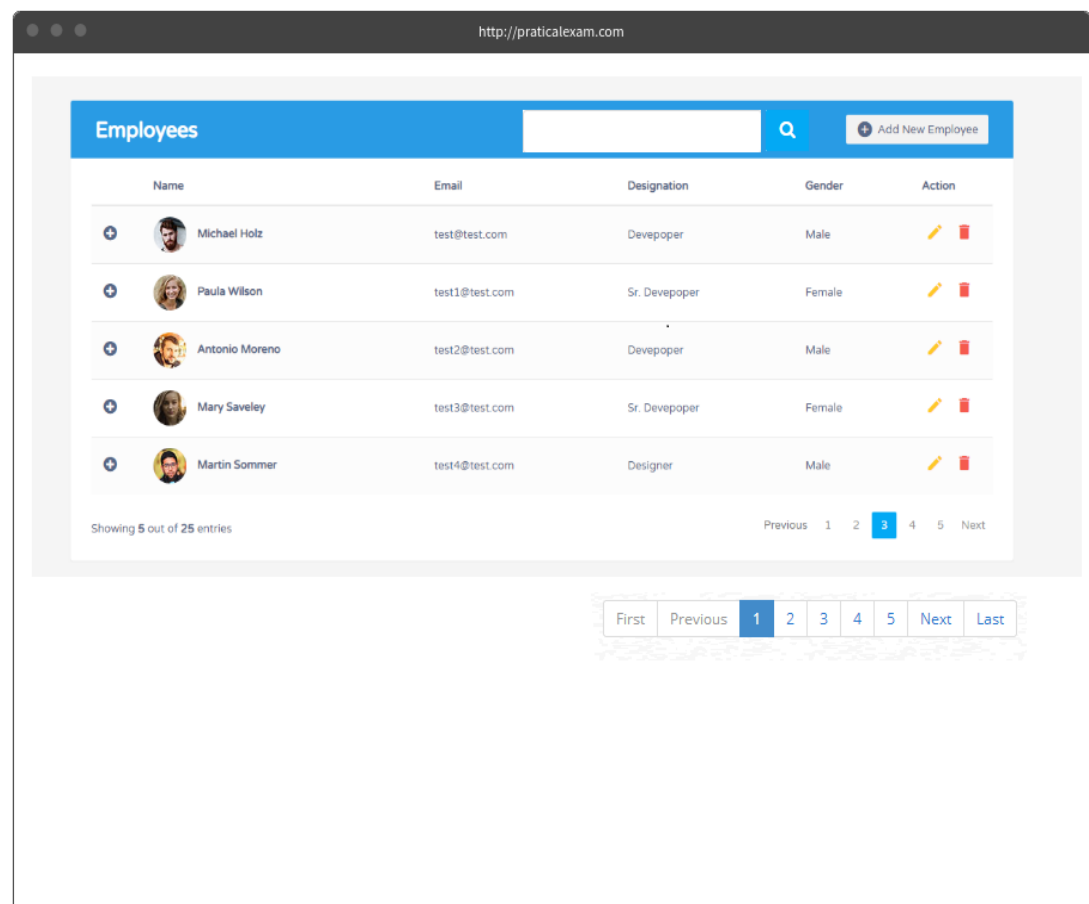 http://praticalexam.com
Employees Add New Employee
Name Email Designation Gender Action
Michael Holz test@test.com Devepoper Male
Paula Wilson test1@test.com Sr. Devepoper Female
Antonio Moreno test2@test.com Devepoper Male
Mary Saveley test3@test.com Sr. Devepoper Female
Martin Sommer test4@test.com Designer Male
Showing 5 out of 25 entries Previous 1 2 3 4 5 Next
First Previous 1 2 3 4 5 Next Last